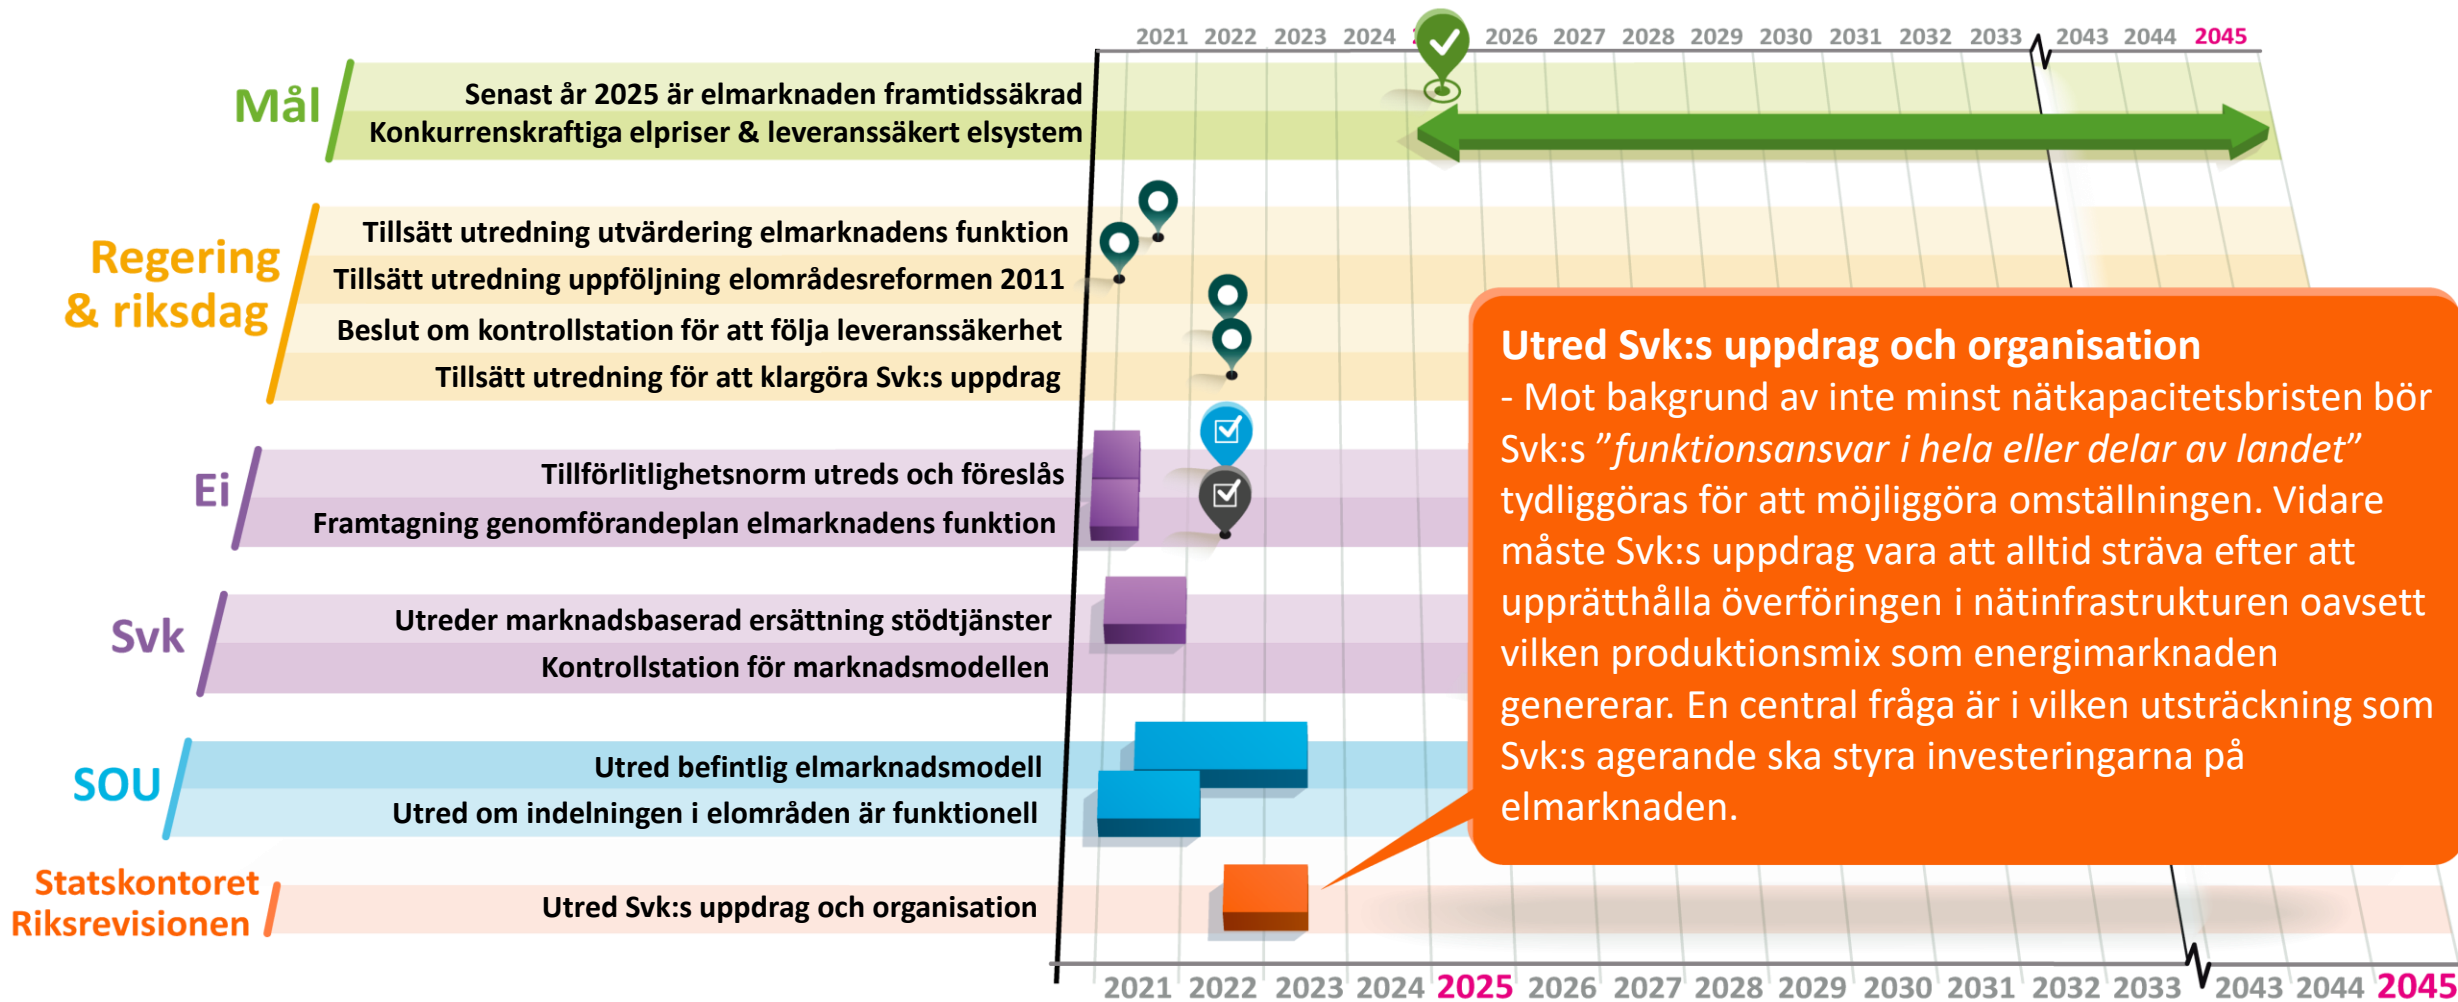 2021 2022 2023 2024 2026 2027 2028 2029 2030 2031 2032 2033 2043 2044 2045
Mål
Senast år 2025 är elmarknaden framtidssäkrad
Konkurrenskraftiga elpriser & leveranssäkert elsystem
Regering
& riksdag
Tillsätt utredning utvärdering elmarknadens funktion
Tillsätt utredning uppföljning elområdesreformen 2011
Beslut om kontrollstation för att följa leveranssäkerhet
Tillsätt utredning för att klargöra Svk:s uppdrag
Ei
Tillförlitlighetsnorm utreds och föreslås
Framtagning genomförandeplan elmarknadens funktion
Svk
Utreder marknadsbaserad ersättning stödtjänster
Kontrollstation för marknadsmodellen
SOU
Utred befintlig elmarknadsmodell
Utred om indelningen i elområden är funktionell
Statskontoret
Riksrevisionen
Utred Svk:s uppdrag och organisation
Utred Svk:s uppdrag och organisation
- Mot bakgrund av inte minst nätkapacitetsbristen bör
Svk:s ”funktionsansvar i hela eller delar av landet”
tydliggöras för att möjliggöra omställningen. Vidare
måste Svk:s uppdrag vara att alltid sträva efter att
upprätthålla överföringen i nätinfrastrukturen oavsett
vilken produktionsmix som energimarknaden
genererar. En central fråga är i vilken utsträckning som
Svk:s agerande ska styra investeringarna på
elmarknaden.
2021 2022 2023 2024 2025 2026 2027 2028 2029 2030 2031 2032 2033 2043 2044 2045